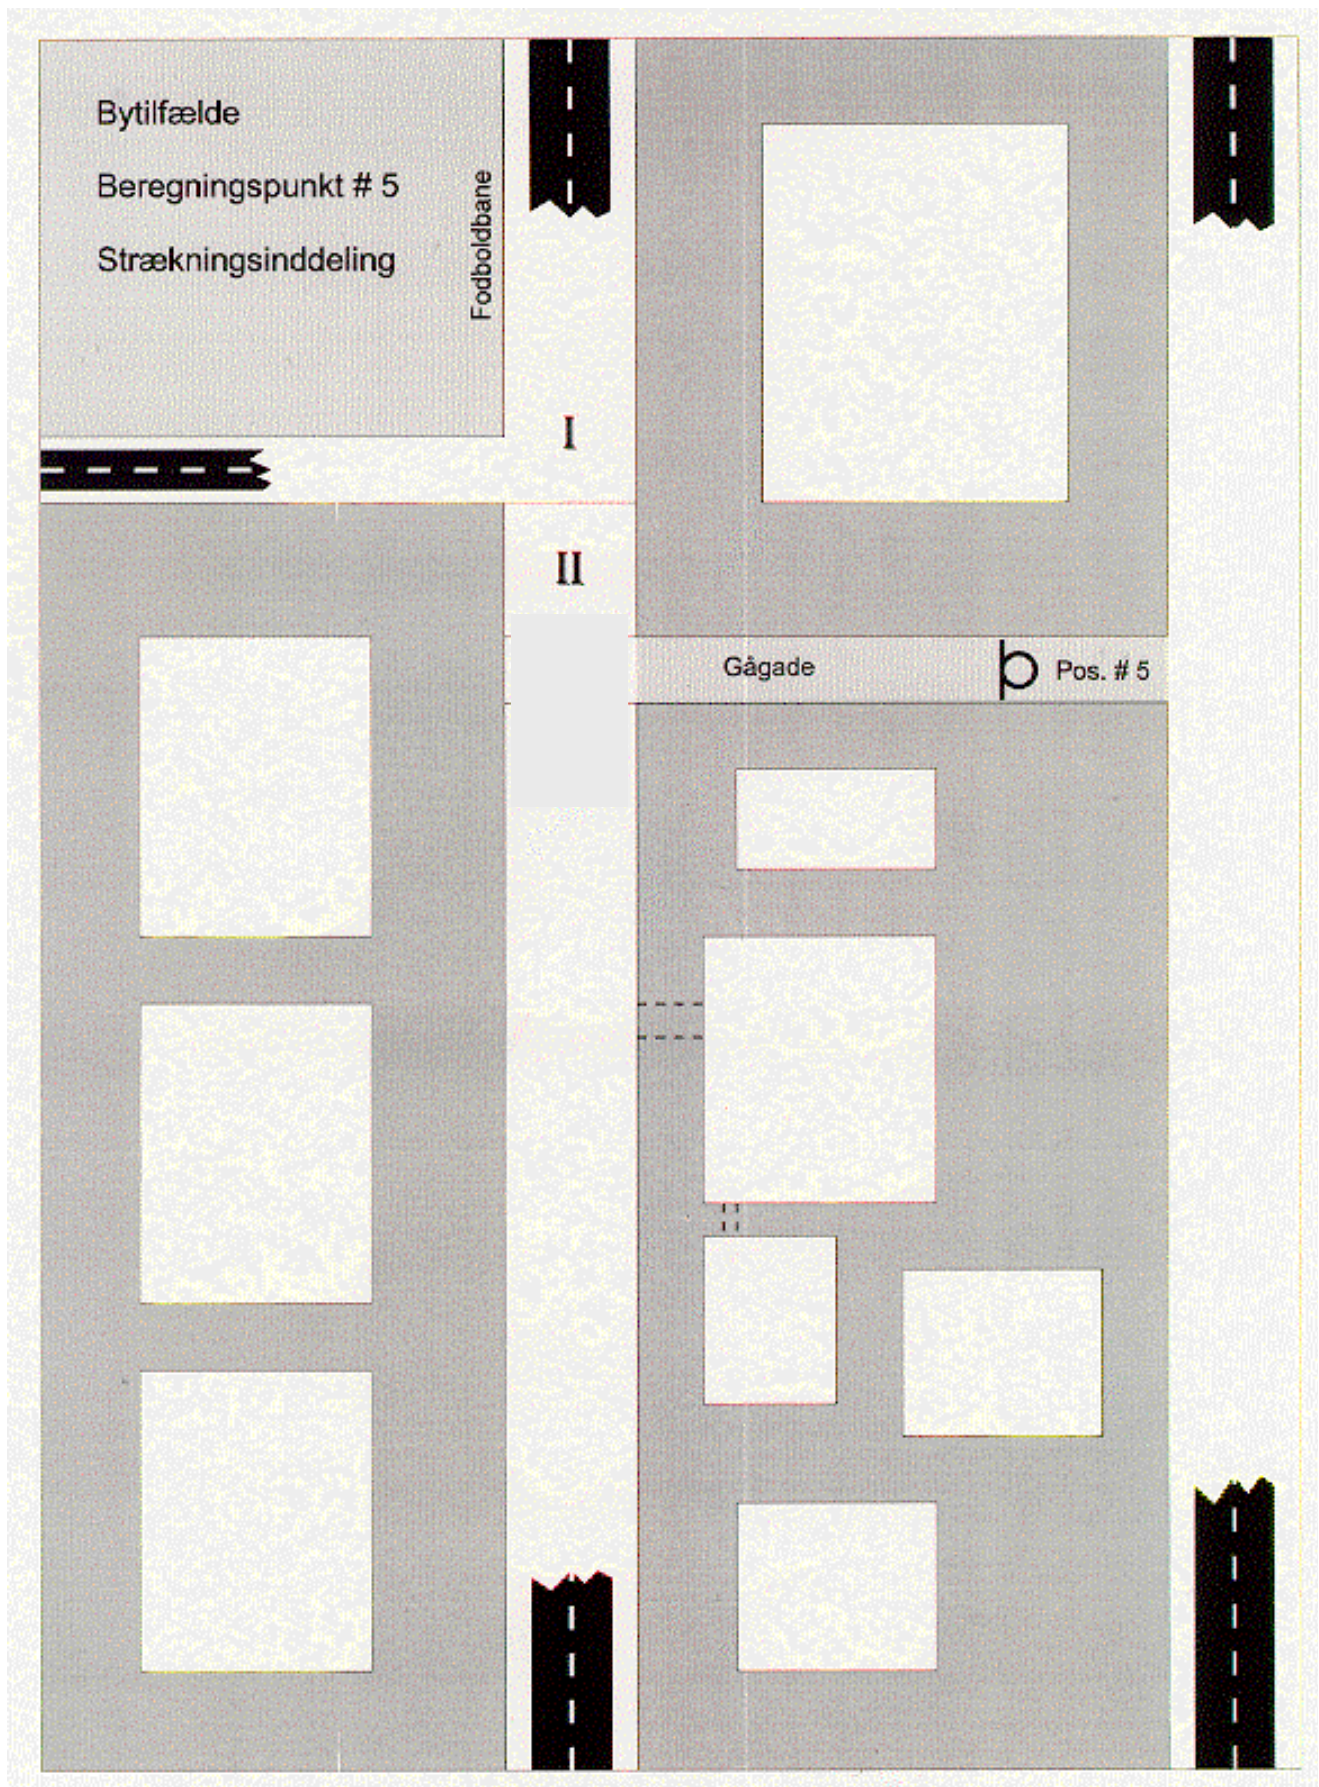 Bytilfælde
Beregningspunkt # 5
Strækningsinddeling
Fodboldbane
I
II
Gågade
Pos. # 5